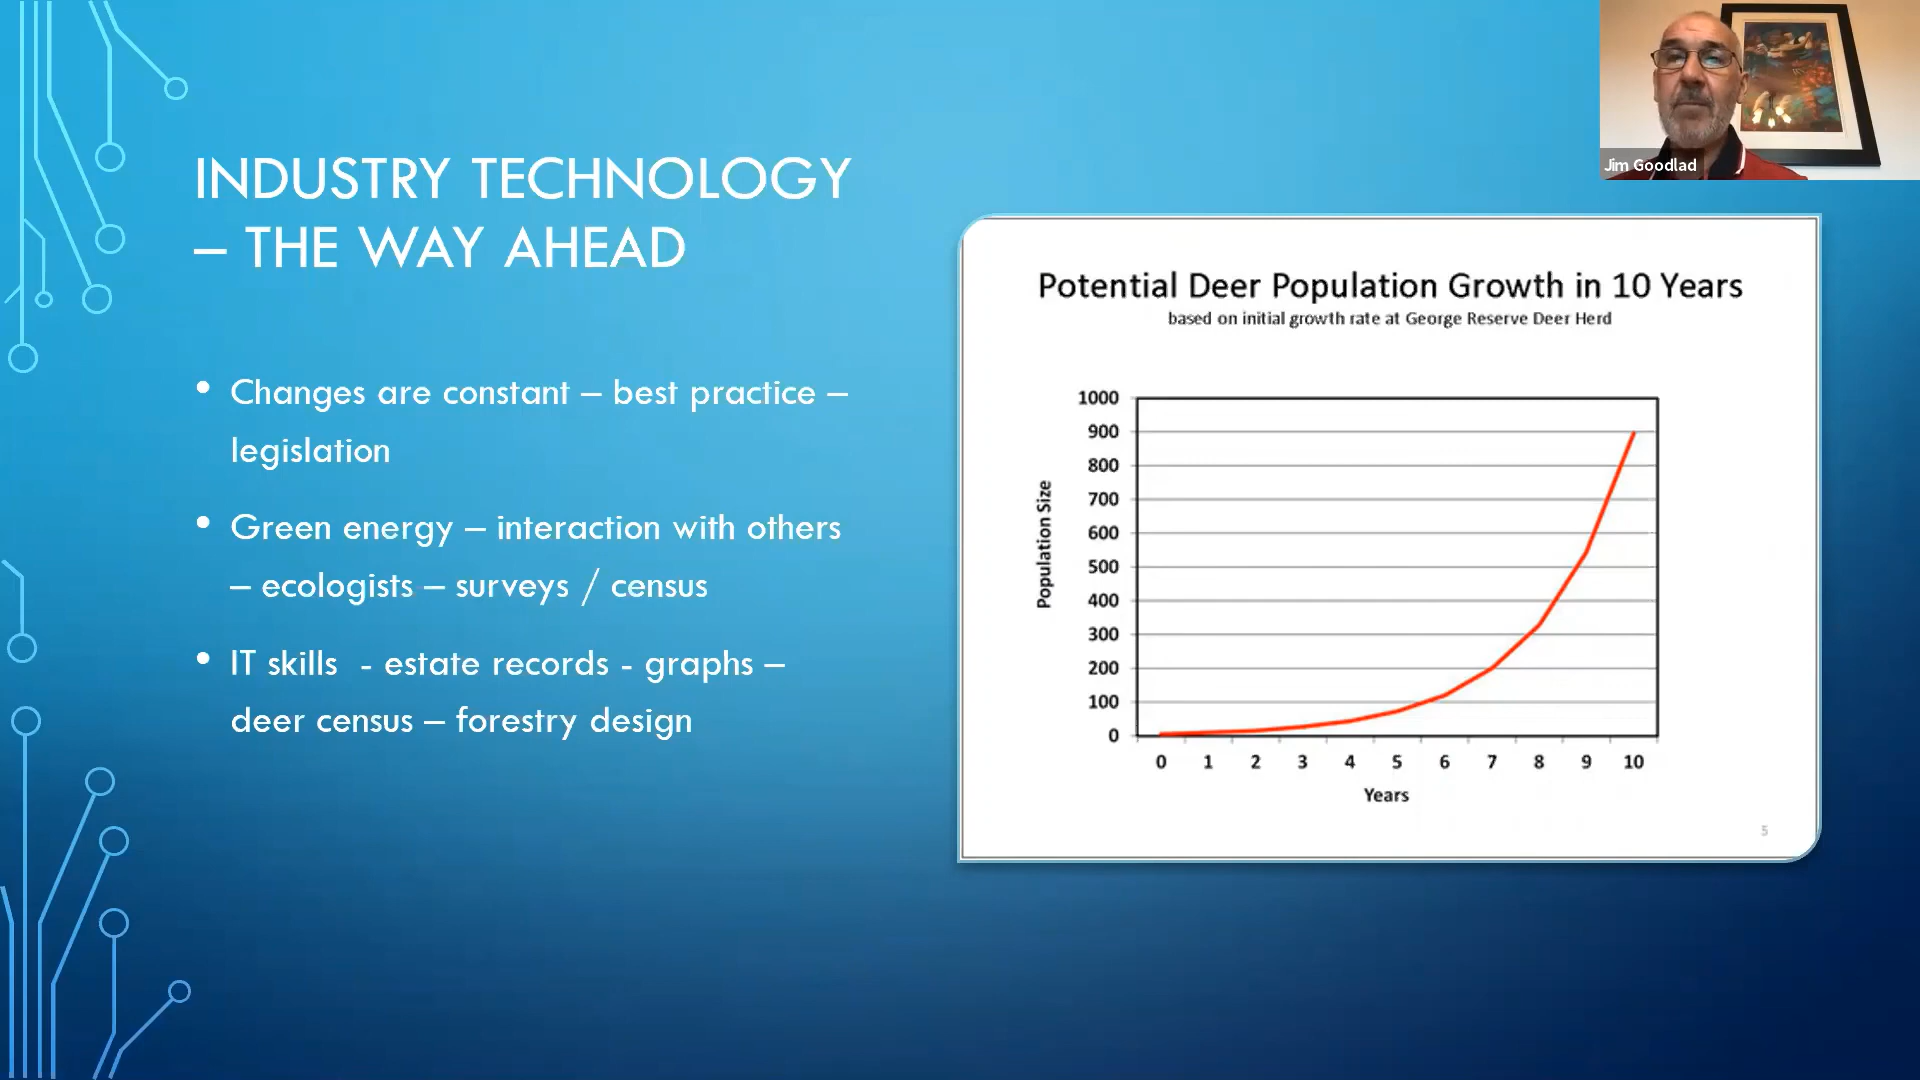 INDUSTRY TECHNOLOGY
– THE WAY AHEAD
• Changes are constant – best practice –
legislation
• Green energy – interaction with others
– ecologists – surveys / census
• IT skills  - estate records - graphs –
deer census – forestry design
Jim Goodlad
Potential Deer Population Growth in 10 Years
based on initial growth rate at George Reserve Deer Herd
Population Size
1000
900
800
700
600
500
400
300
200
100
0
0 1 2 3 4 5 6 7 8 9 10
Years
5